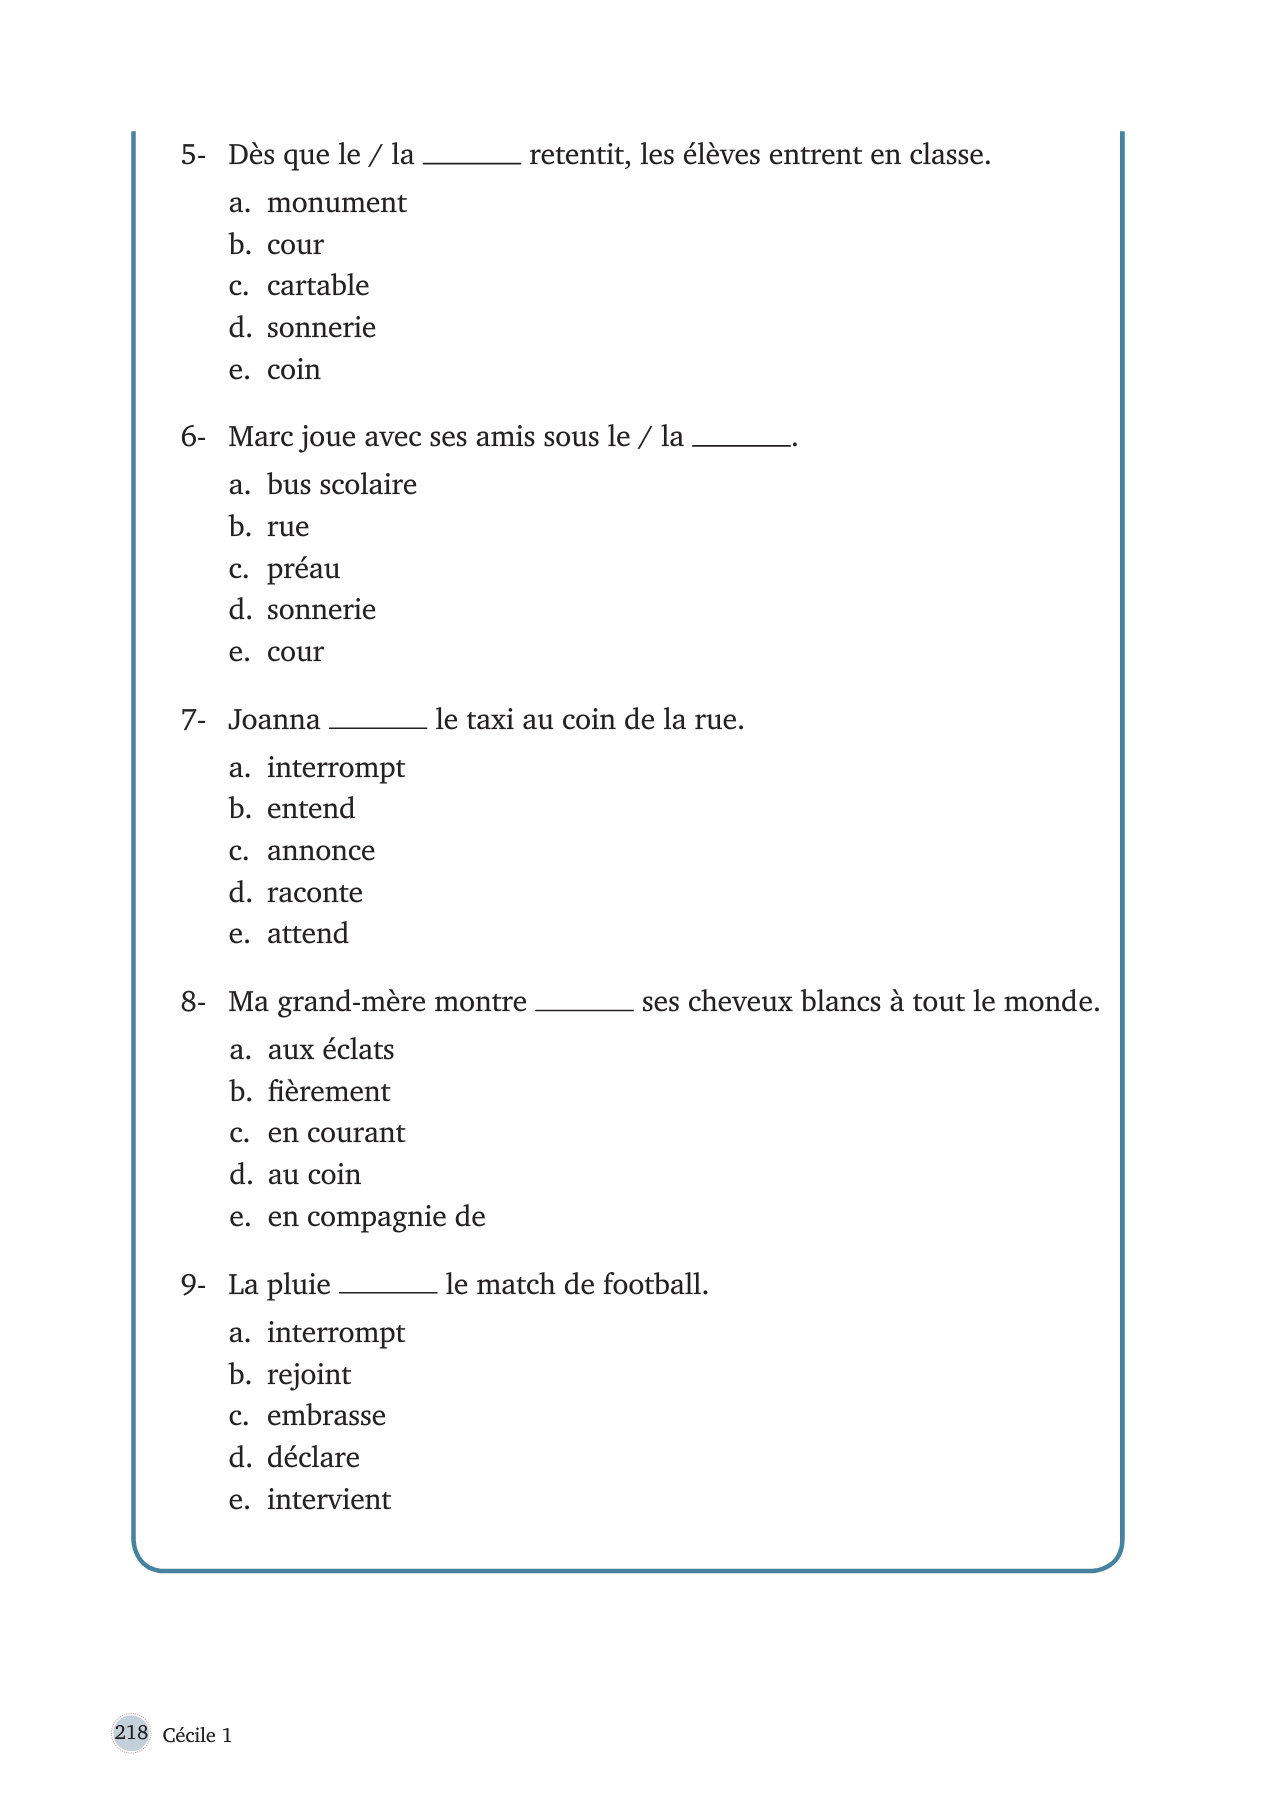 5- Dès que le / la _______ retentit, les élèves entrent en classe.
a. monument
b. cour
c. cartable
d. sonnerie
e. coin
6- Marc joue avec ses amis sous le / la _______.
a. bus scolaire
b. rue
c. préau
d. sonnerie
e. cour
7- Joanna _______ le taxi au coin de la rue.
a. interrompt
b. entend
c. annonce
d. raconte
e. attend
8- Ma grand-mère montre _______ ses cheveux blancs à tout le monde.
a. aux éclats
b. fièrement
c. en courant
d. au coin
e. en compagnie de
9- La pluie _______ le match de football.
a. interrompt
b. rejoint
c. embrasse
d. déclare
e. intervient
218 Cécile 1